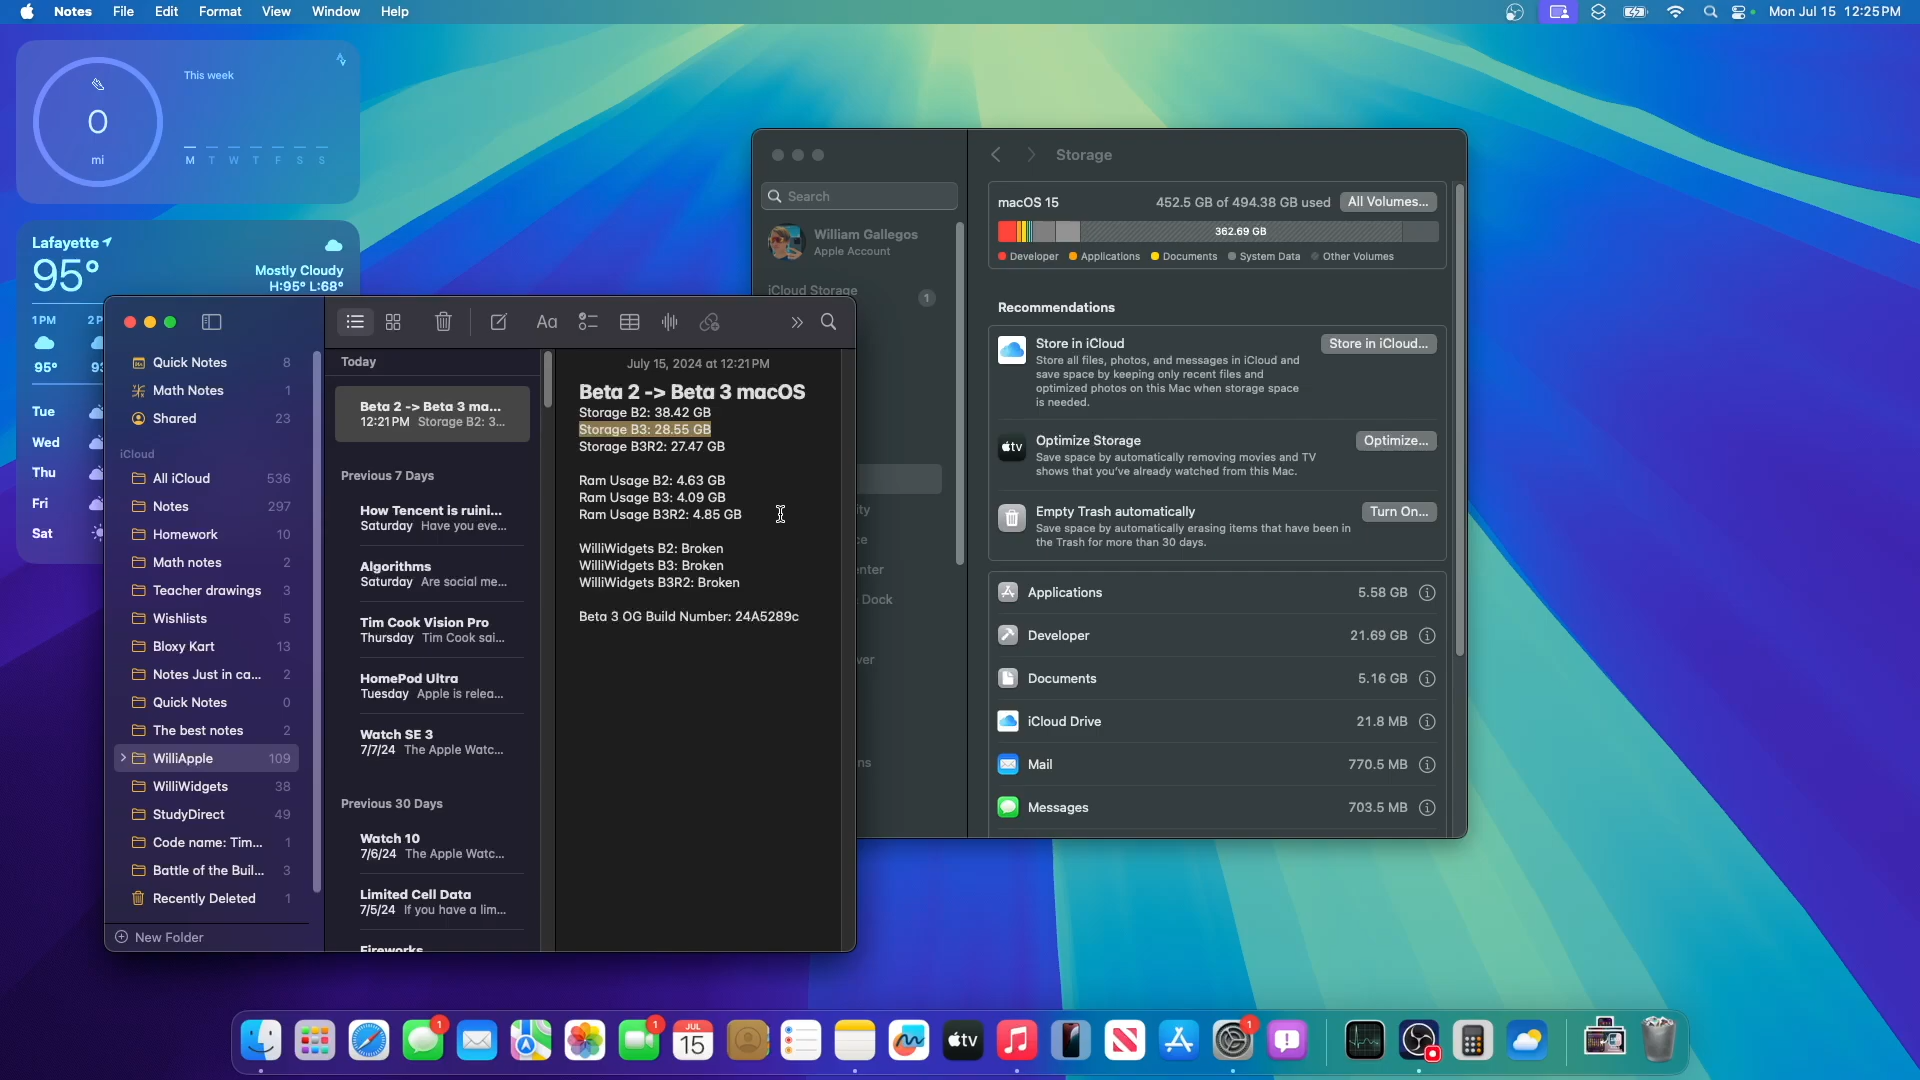 Notes File Edit Format View Window Help
Mon Jul 15 12:25 PM
This week
0
mi
M T W T F S S
Lafayette
95°
Mostly Cloudy
H:95° L:68°
1PM
95°
Tue
Wed
Thu
Fri
Sat
Quick Notes 8
Math Notes 1
Shared 23
iCloud
All iCloud 536
Notes 297
Homework 10
Math notes 2
Teacher drawings 3
Wishlists 5
Bloxy Kart 13
Notes Just in ca... 2
Quick Notes 0
The best notes 2
WilliApple 109
WilliWidgets 38
StudyDirect 49
Code name: Tim... 1
Battle of the Buil... 3
Recently Deleted 1
New Folder
Aa
Today
Beta 2 -> Beta 3 ma...
12:21 PM Storage B2: 3...
Previous 7 Days
How Tencent is ruini...
Saturday Have you eve...
Algorithms
Saturday Are social me...
Tim Cook Vision Pro
Thursday Tim Cook sai...
HomePod Ultra
Tuesday Apple is relea...
Watch SE 3
7/7/24 The Apple Watc...
Previous 30 Days
Watch 10
7/6/24 The Apple Watc...
Limited Cell Data
7/5/24 If you have a lim...
Fireworks
July 15, 2024 at 12:21 PM
Beta 2 -> Beta 3 macOS
Storage B2: 38.42 GB
Storage B3: 28.55 GB
Storage B3R2: 27.47 GB
Ram Usage B2: 4.63 GB
Ram Usage B3: 4.09 GB
Ram Usage B3R2: 4.85 GB
WilliWidgets B2: Broken
WilliWidgets B3: Broken
WilliWidgets B3R2: Broken
Beta 3 OG Build Number: 24A5289c
Search
William Gallegos
Apple Account
iCloud Storage
1
Dock
Storage
macOS 15 452.5 GB of 494.38 GB used All Volumes...
362.69 GB
Developer Applications Documents System Data Other Volumes
Recommendations
Store in iCloud Store in iCloud...
Store all files, photos, and messages in iCloud and
save space by keeping only recent files and
optimized photos on this Mac when storage space
is needed.
Optimize Storage Optimize...
Save space by automatically removing movies and TV
shows that you've already watched from this Mac.
tv
Empty Trash automatically Turn On...
Save space by automatically erasing items that have been in
the Trash for more than 30 days.
Applications 5.58 GB
Developer 21.69 GB
Documents 5.16 GB
iCloud Drive 21.8 MB
Mail 770.5 MB
Messages 703.5 MB
1
1
JUL
15
tv
1